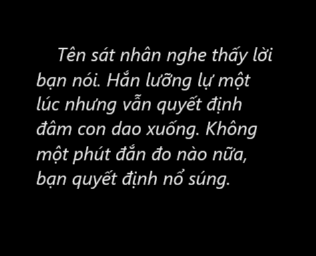 Tên sát nhân nghe thấy lời
bạn nói. Hắn lưỡng lự một
lúc nhưng vẫn quyết định
đâm con dao xuống. Không
một phút đắn đo nào nữa,
bạn quyết định nổ súng.